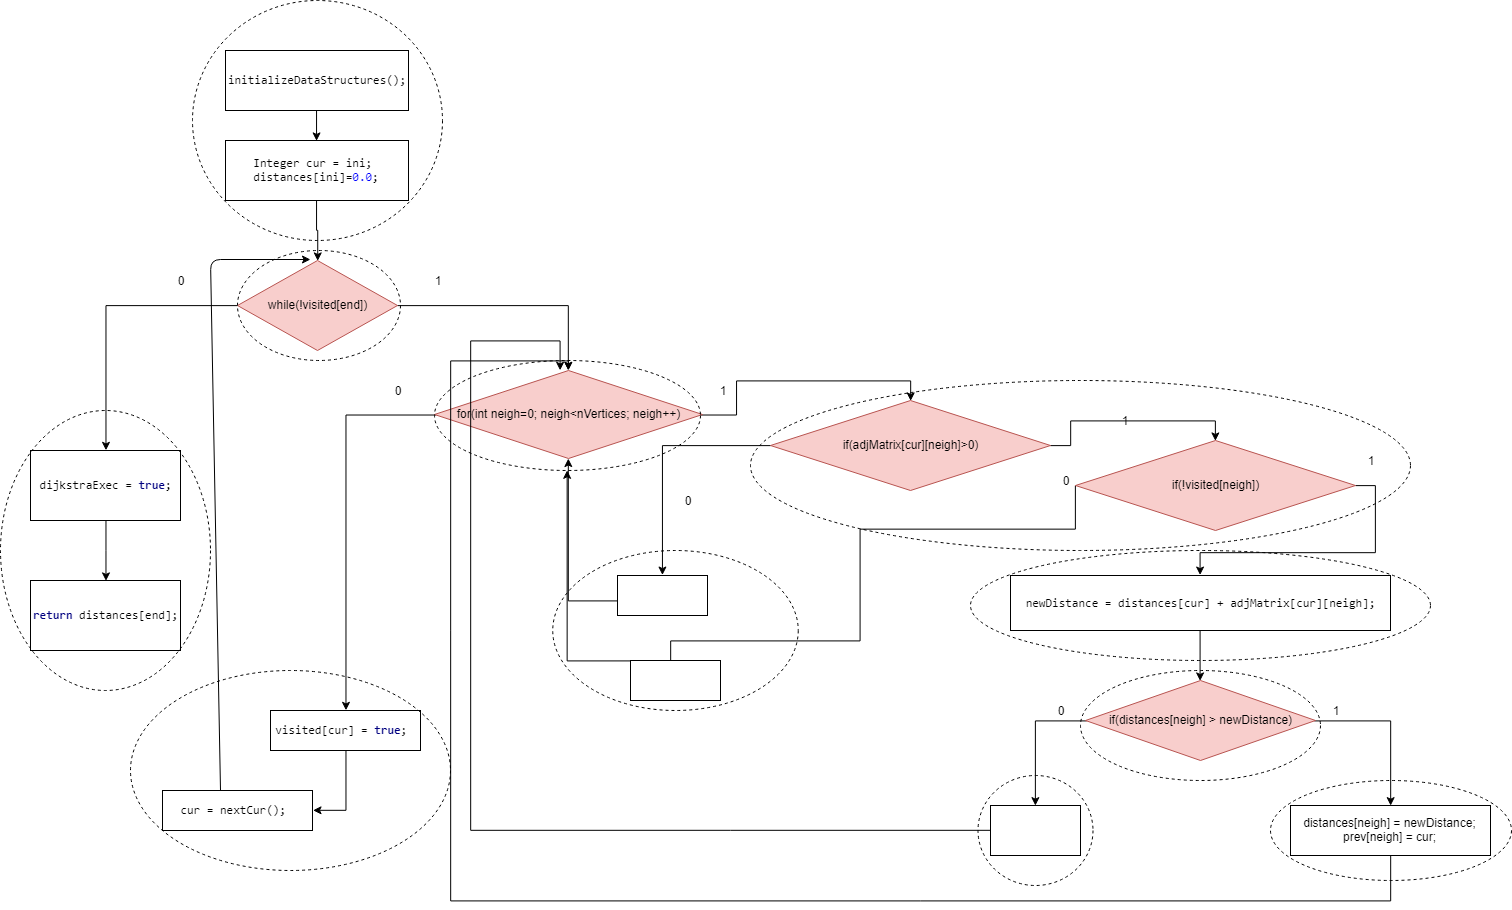 initializeDataStructures();
Integer cur = ini;
distances[ini]=0.0;
0
1
while(!visited[end])
0
1
for(int neigh=0; neigh<nVertices; neigh++)
1
if(adjMatrix[cur][neigh]>0)
0
1
if(!visited[neigh])
dijkstraExec = true;
0
return distances[end];
newDistance = distances[cur] + adjMatrix[cur][neigh];
visited[cur] = true;
0
1
if(distances[neigh] > newDistance)
cur = nextCur();
distances[neigh] = newDistance;
prev[neigh] = cur;